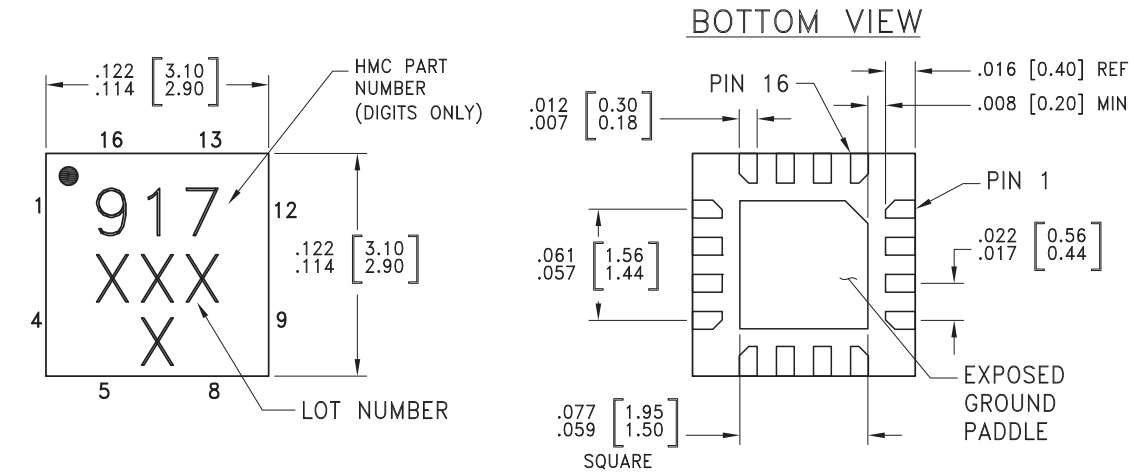 BOTTOM VIEW
.122 [3.10]
.114 [2.90]
HMC PART
NUMBER
(DIGITS ONLY)
16 13
1
12
917
XXX
X
4
9
5 8
.122 [3.10]
.114 [2.90]
LOT NUMBER
PIN 16
.016 [0.40] REF
.008 [0.20] MIN
.012 [0.30]
.007 [0.18]
PIN 1
.022 [0.56]
.017 [0.44]
.061 [1.56]
.057 [1.44]
EXPOSED
GROUND
PADDLE
.077 [1.95]
.059 [1.50]
SQUARE